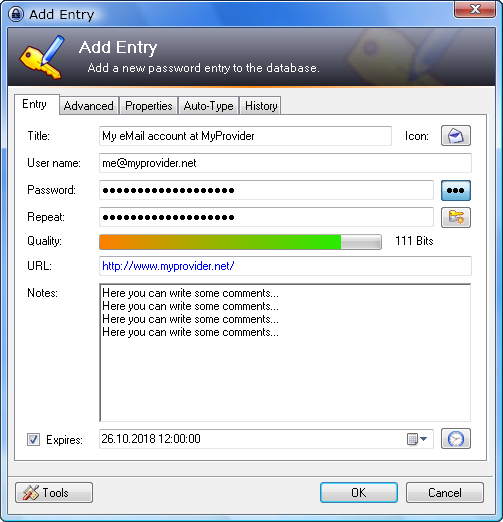 Add Entry
Add Entry
Add a new password entry to the database.
Entry Advanced Properties Auto-Type History
Title: My eMail account at MyProvider Icon:
User name: me@myprovider.net
Password: ●●●●●●●●●●●●●●●●●● ●●●
Repeat: ●●●●●●●●●●●●●●●●●●
Quality: 111 Bits
URL: http://www.myprovider.net/
Notes: Here you can write some comments...
Here you can write some comments...
Here you can write some comments...
Here you can write some comments...
Expires: 26.10.2018 12:00:00
Tools OK Cancel